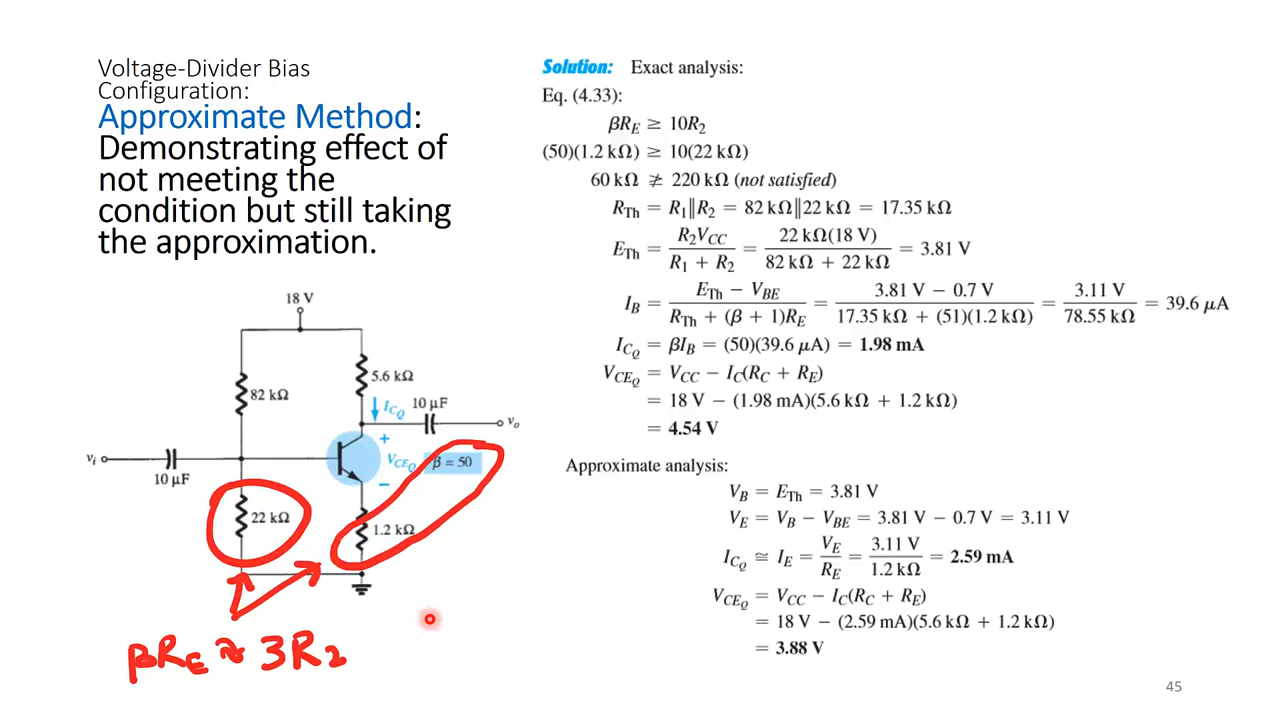 Voltage-Divider Bias
Configuration:
Approximate Method:
Demonstrating effect of
not meeting the
condition but still taking
the approximation.
18 V
5.6 kΩ
82 kΩ
I_CQ
10 μF
v_o
+
V_CEQ
β = 50
−
v_i
10 μF
22 kΩ
1.2 kΩ
βR_E ≈ 3R_2
Solution: Exact analysis:
Eq. (4.33):
βR_E ≥ 10R_2
(50)(1.2 kΩ) ≥ 10(22 kΩ)
60 kΩ ≱ 220 kΩ (not satisfied)
R_Th = R_1‖R_2 = 82 kΩ‖22 kΩ = 17.35 kΩ
E_Th = R_2V_CC / (R_1 + R_2) = 22 kΩ(18 V) / (82 kΩ + 22 kΩ) = 3.81 V
I_B = (E_Th − V_BE) / (R_Th + (β + 1)R_E) = (3.81 V − 0.7 V) / (17.35 kΩ + (51)(1.2 kΩ)) = 3.11 V / 78.55 kΩ = 39.6 μA
I_CQ = βI_B = (50)(39.6 μA) = 1.98 mA
V_CEQ = V_CC − I_C(R_C + R_E)
= 18 V − (1.98 mA)(5.6 kΩ + 1.2 kΩ)
= 4.54 V
Approximate analysis:
V_B = E_Th = 3.81 V
V_E = V_B − V_BE = 3.81 V − 0.7 V = 3.11 V
I_CQ ≅ I_E = V_E / R_E = 3.11 V / 1.2 kΩ = 2.59 mA
V_CEQ = V_CC − I_C(R_C + R_E)
= 18 V − (2.59 mA)(5.6 kΩ + 1.2 kΩ)
= 3.88 V
45